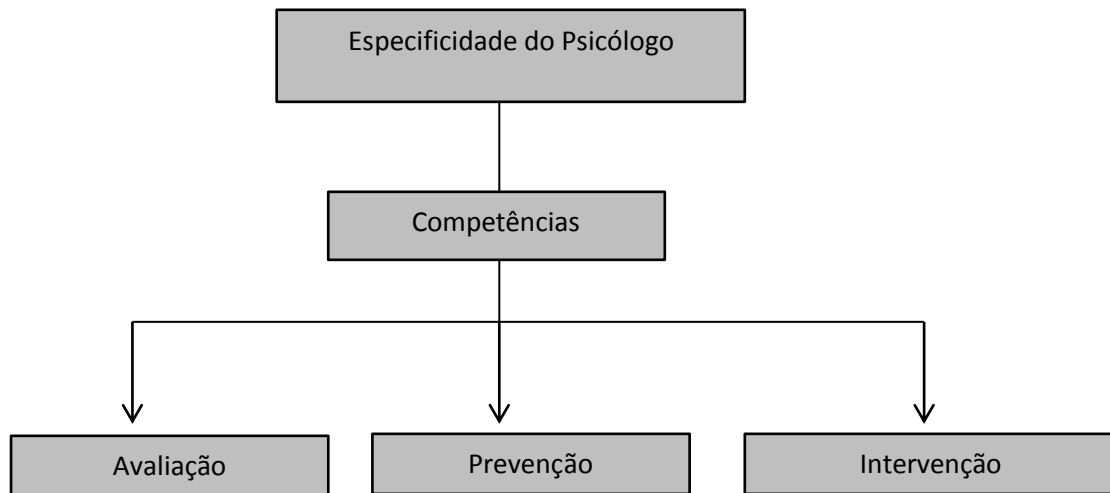 Especificidade do Psicólogo
Competências
Avaliação
Prevenção
Intervenção